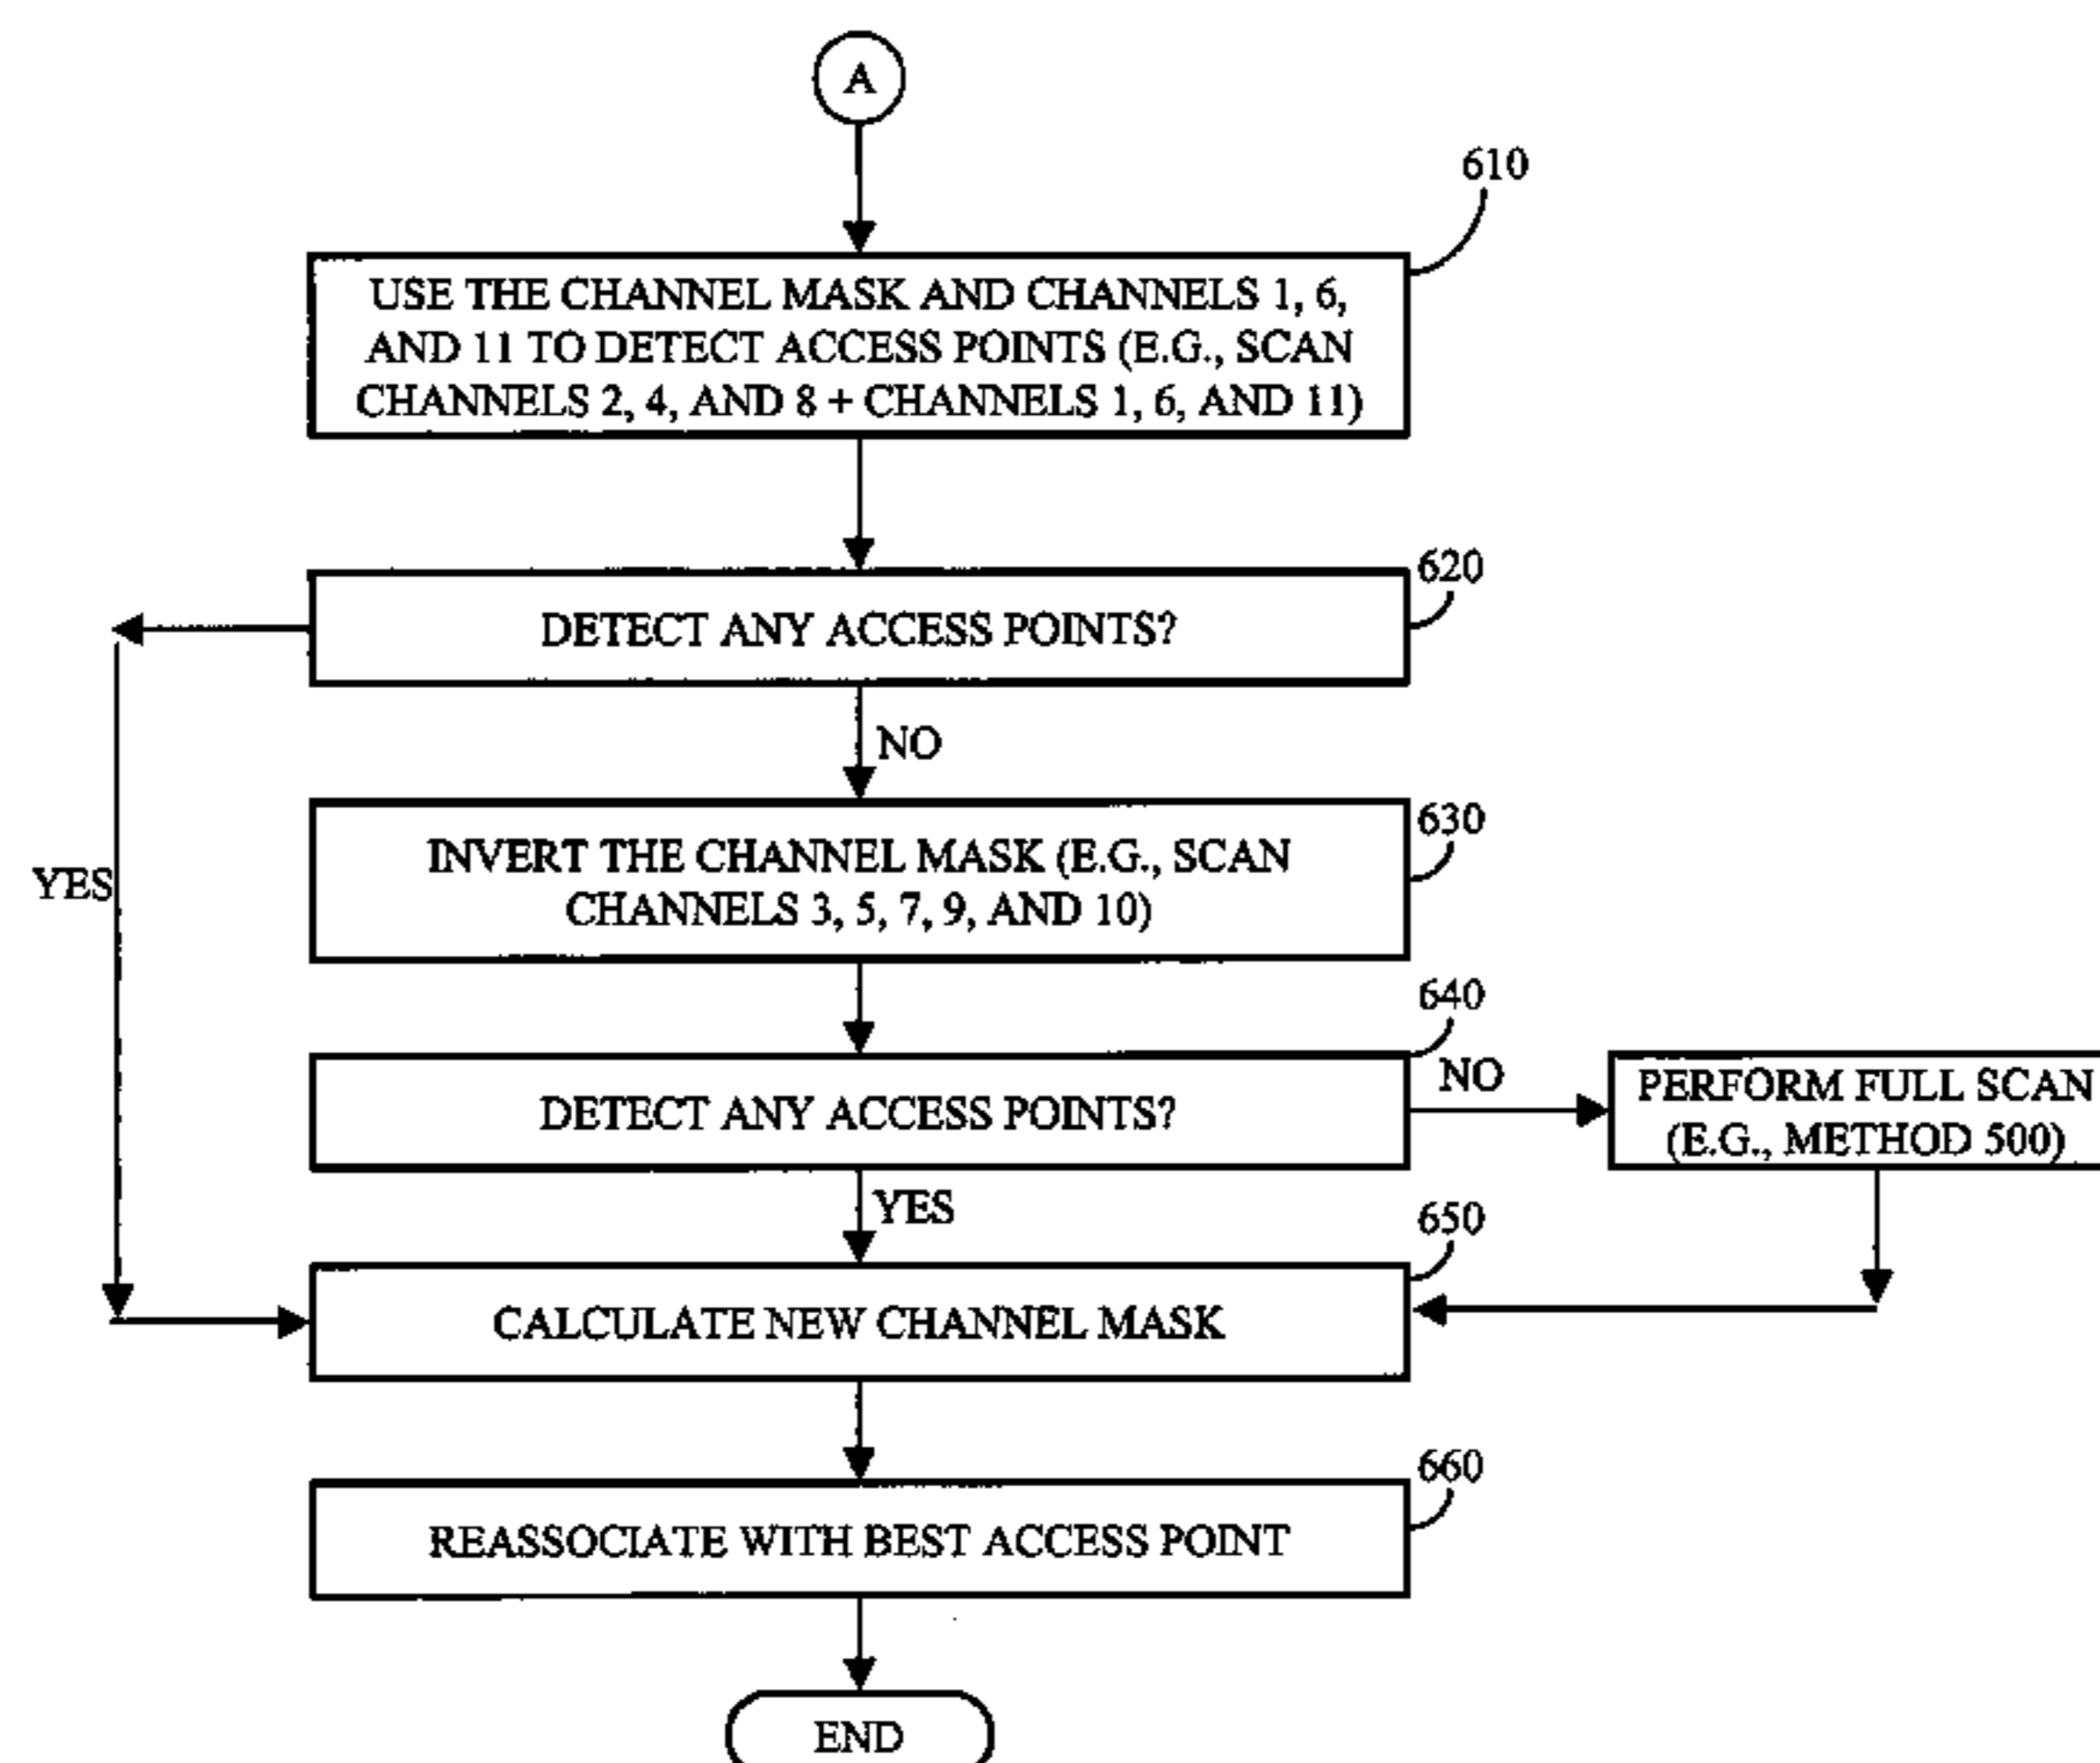 A
610
USE THE CHANNEL MASK AND CHANNELS 1, 6,
AND 11 TO DETECT ACCESS POINTS (E.G., SCAN
CHANNELS 2, 4, AND 8 + CHANNELS 1, 6, AND 11)
620
DETECT ANY ACCESS POINTS?
NO
YES
630
INVERT THE CHANNEL MASK (E.G., SCAN
CHANNELS 3, 5, 7, 9, AND 10)
640
DETECT ANY ACCESS POINTS?
NO
PERFORM FULL SCAN
(E.G., METHOD 500)
YES
650
CALCULATE NEW CHANNEL MASK
660
REASSOCIATE WITH BEST ACCESS POINT
END